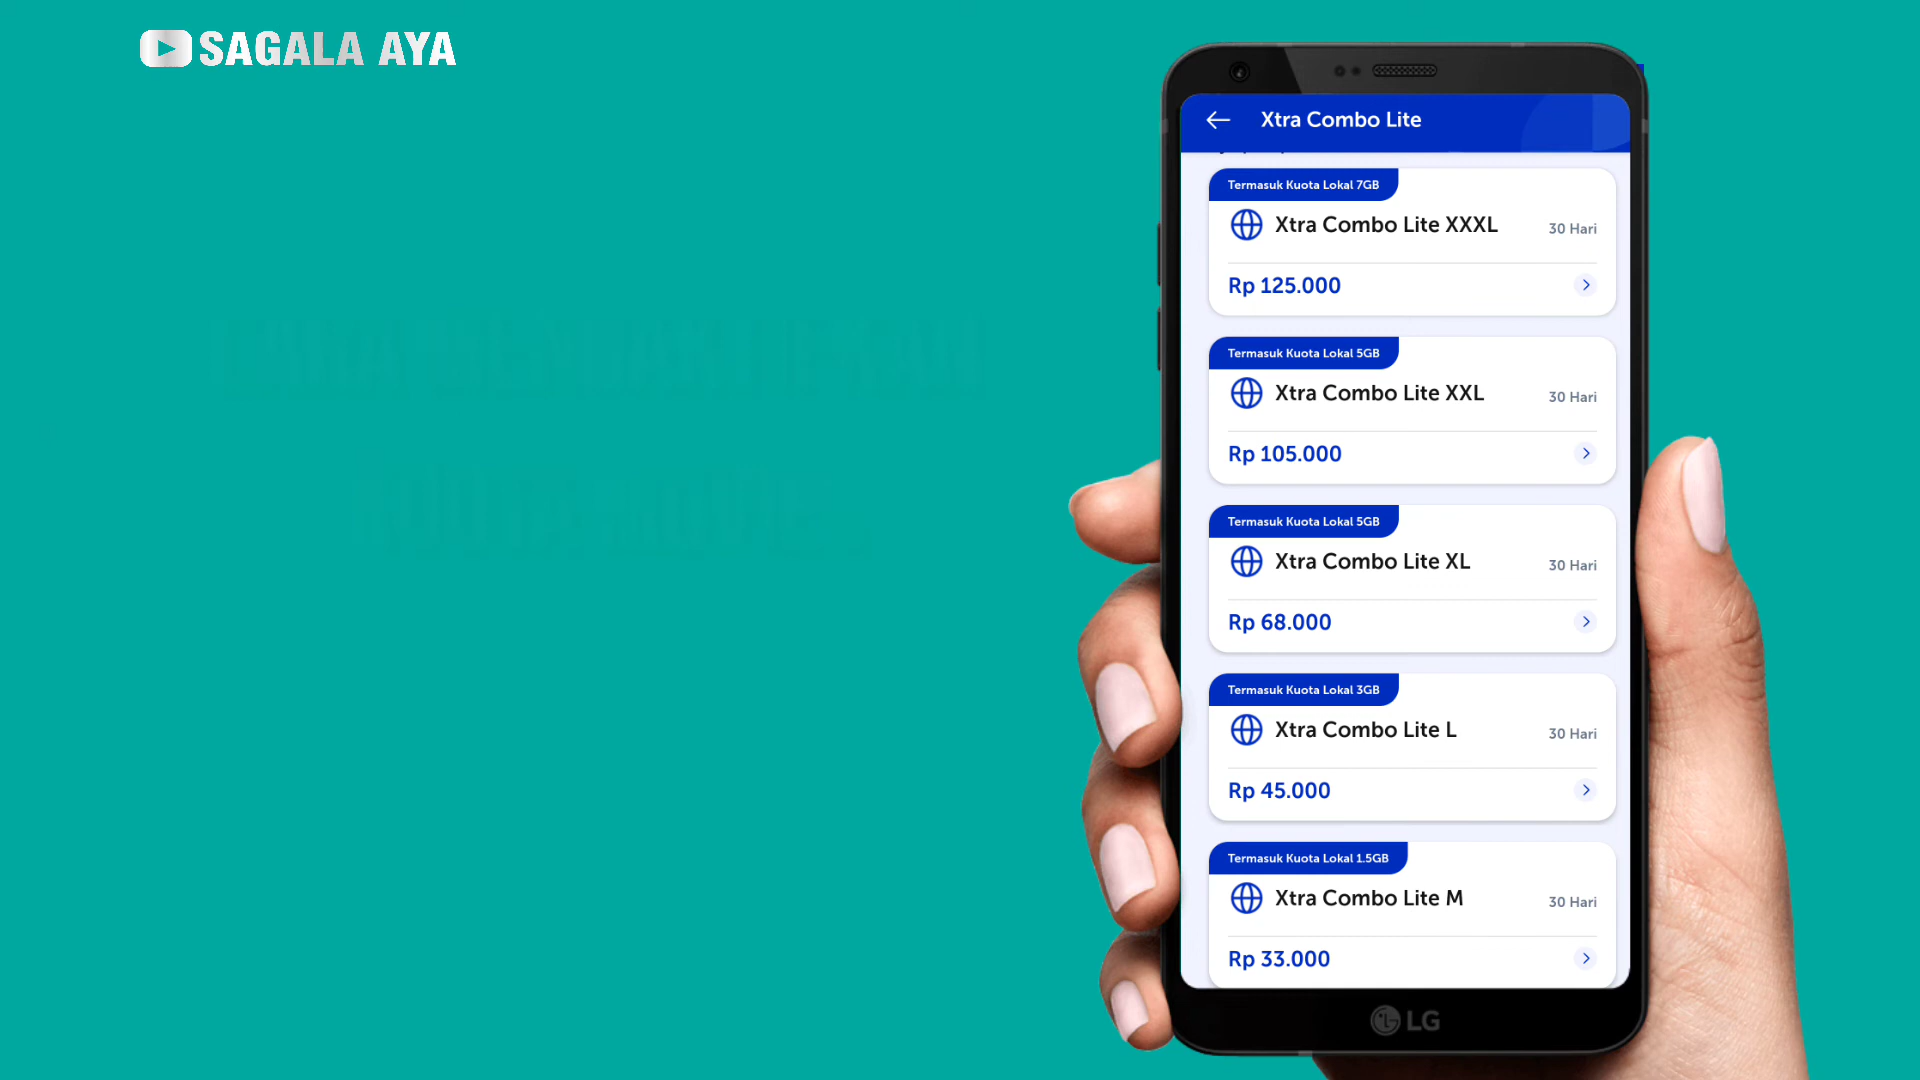 SAGALA AYA
Xtra Combo Lite
Termasuk Kuota Lokal 7GB
Xtra Combo Lite XXXL
30 Hari
Rp 125.000
Termasuk Kuota Lokal 5GB
Xtra Combo Lite XXL
30 Hari
Rp 105.000
Termasuk Kuota Lokal 5GB
Xtra Combo Lite XL
30 Hari
Rp 68.000
Termasuk Kuota Lokal 3GB
Xtra Combo Lite L
30 Hari
Rp 45.000
Termasuk Kuota Lokal 1.5GB
Xtra Combo Lite M
30 Hari
Rp 33.000
LG